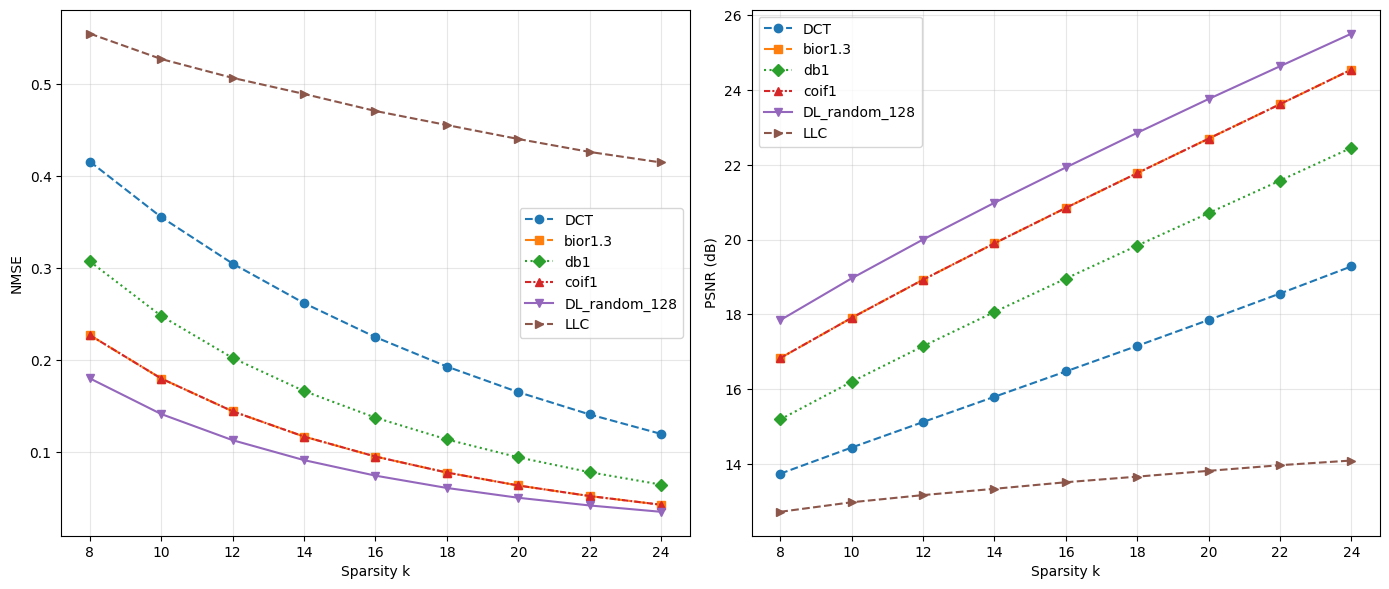 NMSE
0.5
0.4
0.3
0.2
0.1
8 10 12 14 16 18 20 22 24
Sparsity k
DCT
bior1.3
db1
coif1
DL_random_128
LLC
PSNR (dB)
26
24
22
20
18
16
14
8 10 12 14 16 18 20 22 24
Sparsity k
DCT
bior1.3
db1
coif1
DL_random_128
LLC